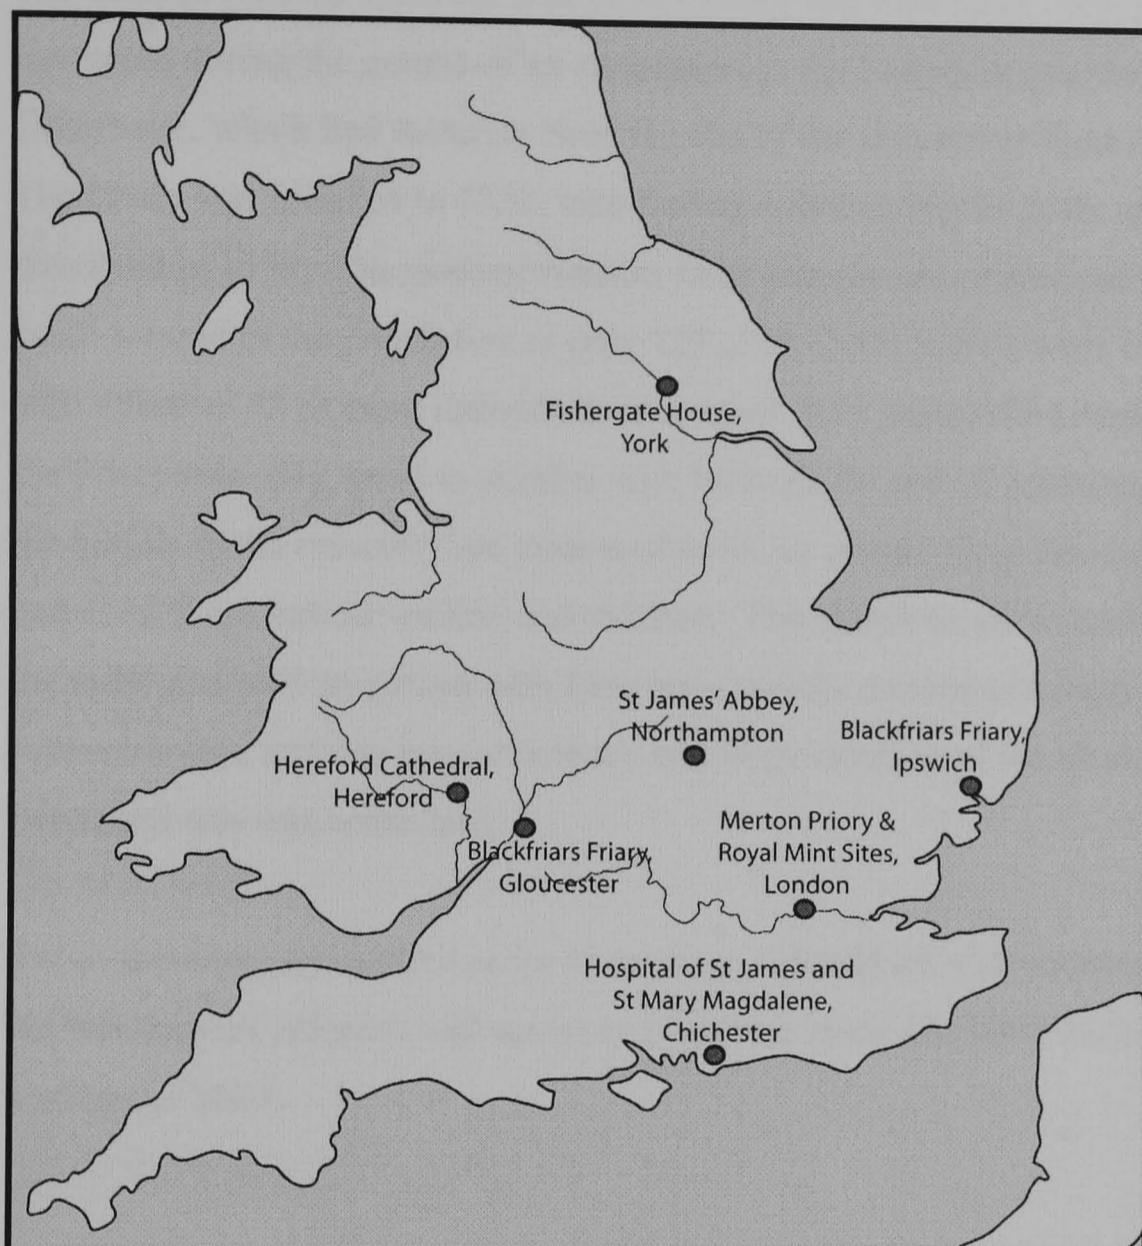 Fishergate House,
York
St James' Abbey,
Northampton
Blackfriars Friary,
Ipswich
Hereford Cathedral,
Hereford
Merton Priory &
Royal Mint Sites,
London
Blackfriars Friary,
Gloucester
Hospital of St James and
St Mary Magdalene,
Chichester